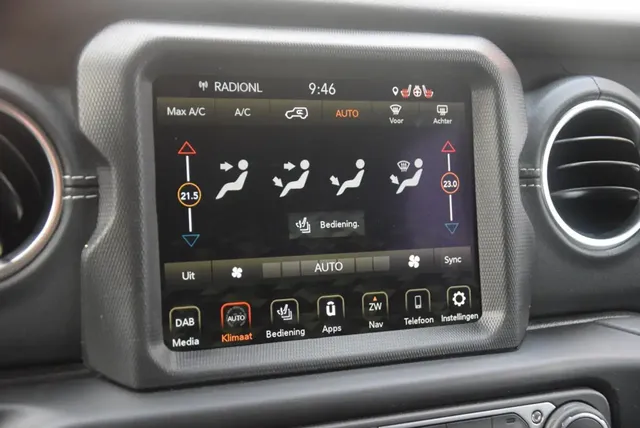 RADIONL 9:46
Max A/C A/C AUTO Voor Achter
21.5 23.0
Bediening.
Uit AUTO Sync
DAB AUTO ZW
Media Klimaat Bediening Apps Nav Telefoon Instellingen